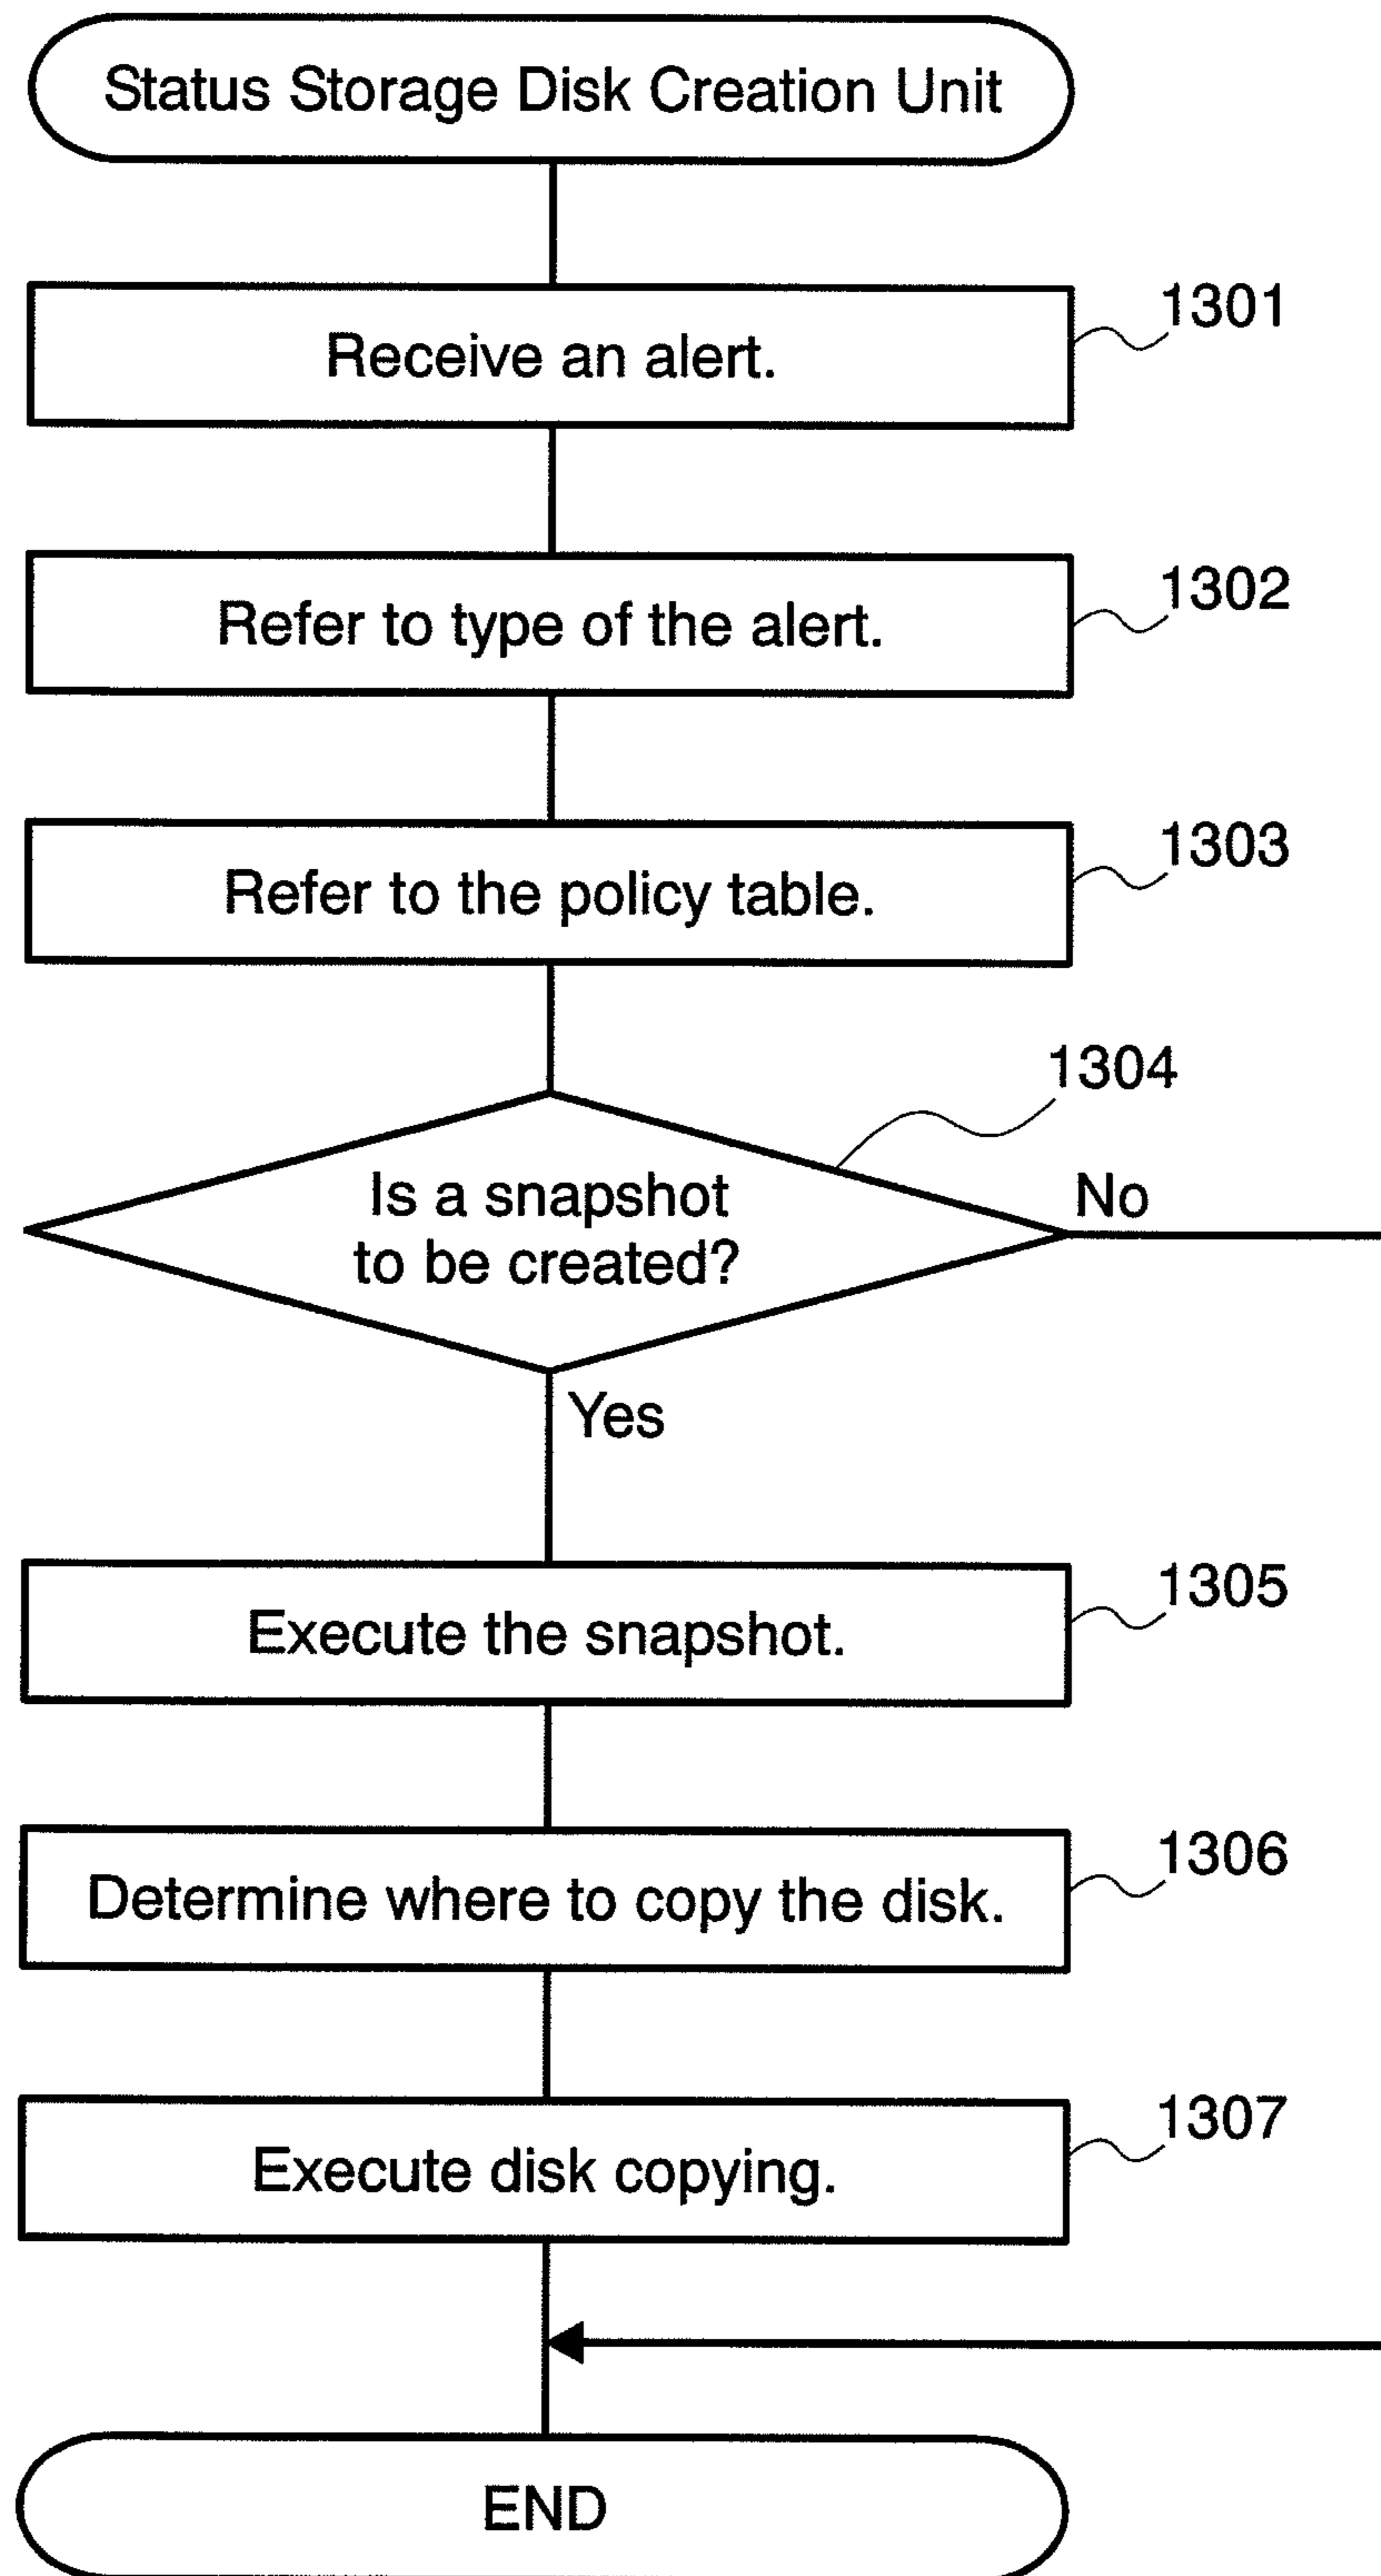 Status Storage Disk Creation Unit
Receive an alert.
1301
Refer to type of the alert.
1302
Refer to the policy table.
1303
1304
Is a snapshot
to be created?
No
Yes
Execute the snapshot.
1305
Determine where to copy the disk.
1306
Execute disk copying.
1307
END